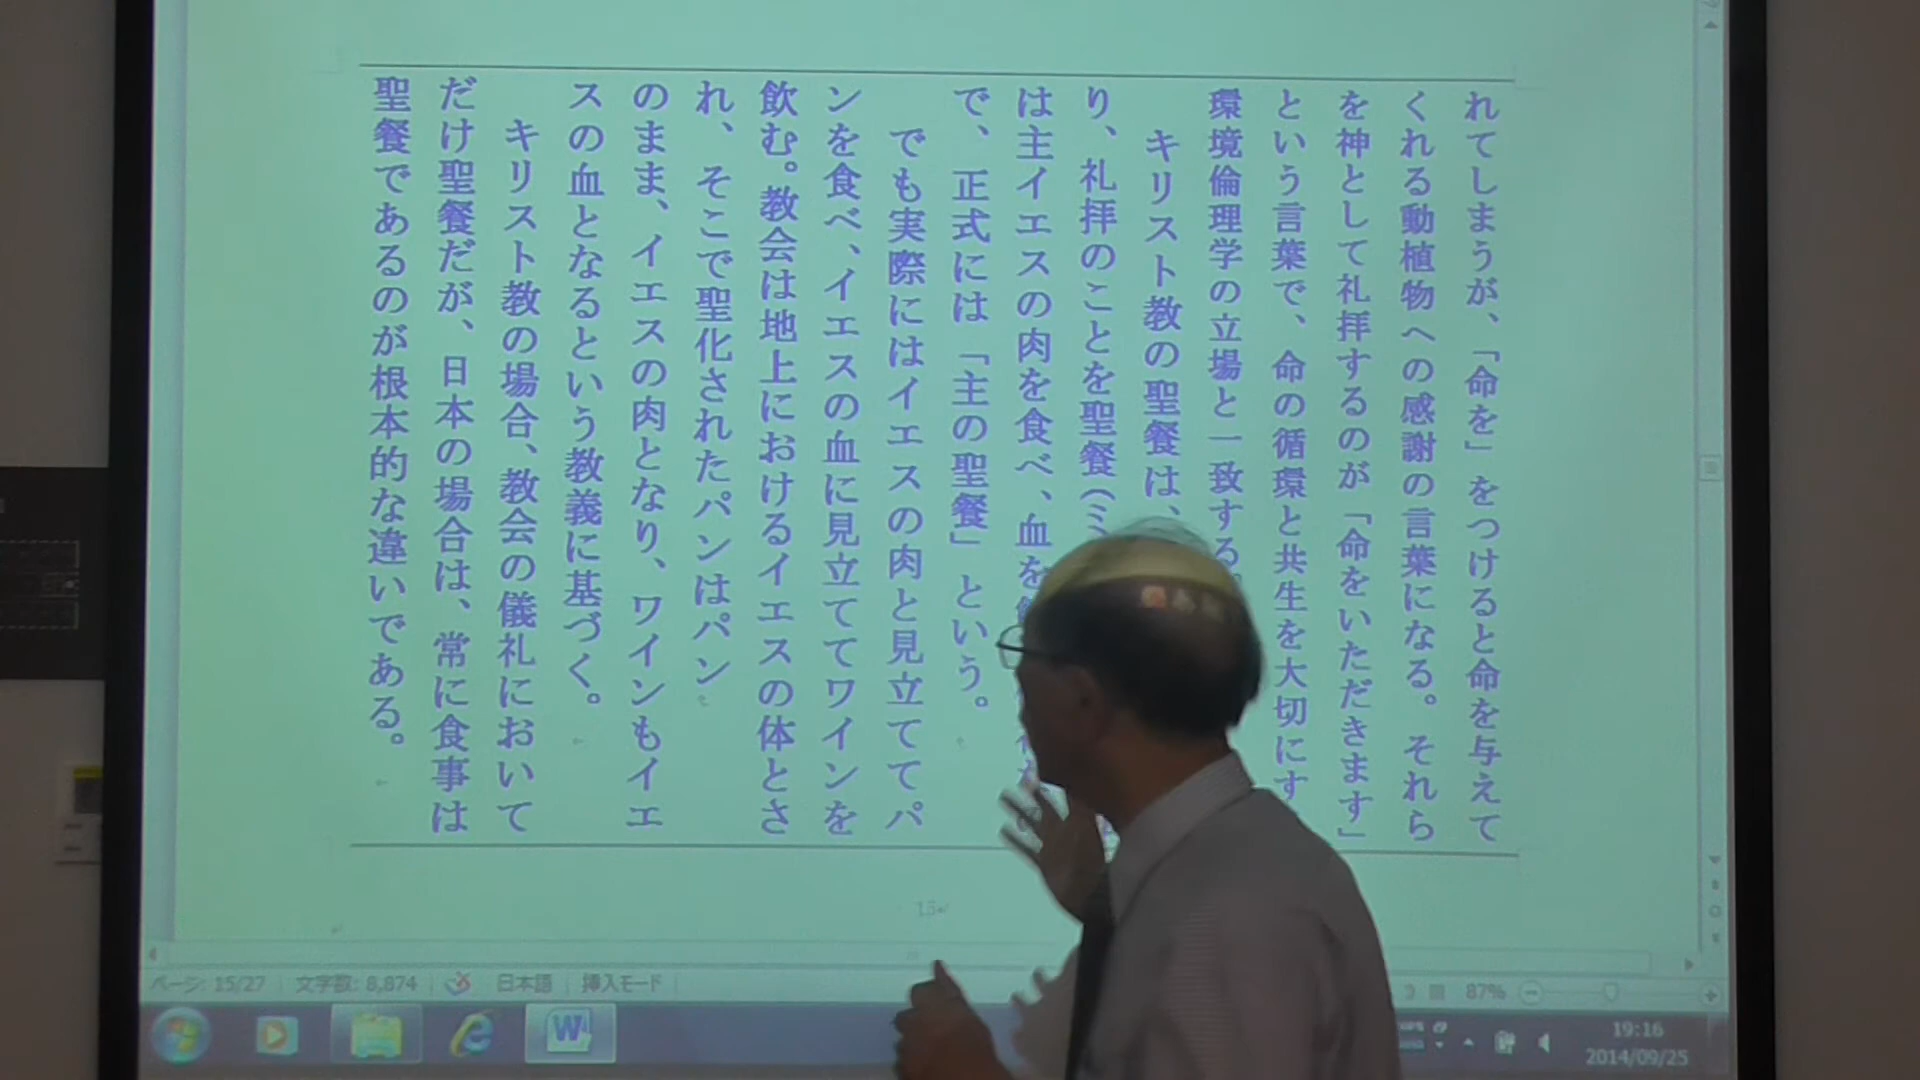 れてしまうが、「命を」をつけると命を与えて
くれる動植物への感謝の言葉になる。それら
を神として礼拝するのが「命をいただきます」
という言葉で、命の循環と共生を大切にす
環境倫理学の立場と一致する。
キリスト教の聖餐は、
り、礼拝のことを聖餐(ミ
は主イエスの肉を食べ、血を
で、正式には「主の聖餐」という。
でも実際にはイエスの肉と見立ててパ
ンを食べ、イエスの血に見立ててワインを
飲む。教会は地上におけるイエスの体とさ
れ、そこで聖化されたパンはパン
のまま、イエスの肉となり、ワインもイエ
スの血となるという教義に基づく。
キリスト教の場合、教会の儀礼において
だけ聖餐だが、日本の場合は、常に食事は
聖餐であるのが根本的な違いである。
15
ページ: 15/27 文字数: 8,874 日本語 挿入モード 87%
W 19:16
2014/09/25